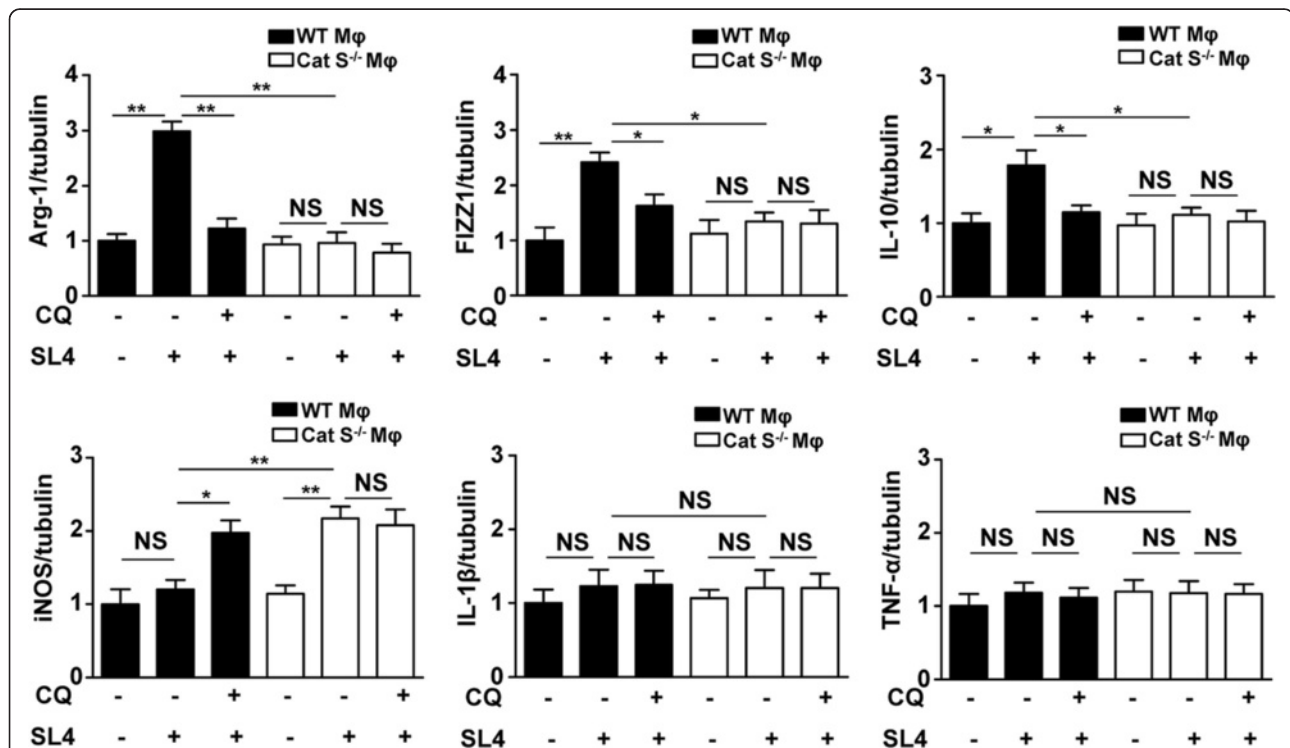 WT Mφ
Cat S-/- Mφ
Arg-1/tubulin
4
3
2
1
0
** **
**
NS NS
CQ - - + - - +
SL4 - + + - + +
WT Mφ
Cat S-/- Mφ
FIZZ1/tubulin
4
3
2
1
0
*
** *
NS NS
CQ - - + - - +
SL4 - + + - + +
WT Mφ
Cat S-/- Mφ
IL-10/tubulin
3
2
1
0
*
* *
NS NS
CQ - - + - - +
SL4 - + + - + +
WT Mφ
Cat S-/- Mφ
iNOS/tubulin
3
2
1
0
**
* ** NS
NS
CQ - - + - - +
SL4 - + + - + +
WT Mφ
Cat S-/- Mφ
IL-1β/tubulin
3
2
1
0
NS
NS NS NS NS
CQ - - + - - +
SL4 - + + - + +
WT Mφ
Cat S-/- Mφ
TNF-α/tubulin
3
2
1
0
NS
NS NS NS NS
CQ - - + - - +
SL4 - + + - + +